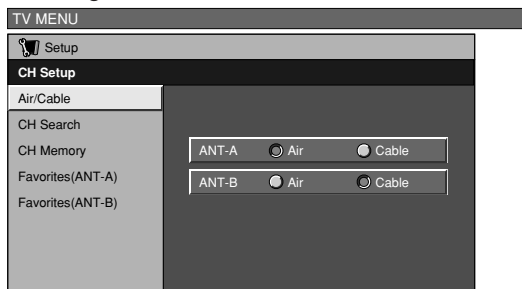 TV MENU
Setup
CH Setup
Air/Cable
CH Search
CH Memory
Favorites(ANT-A)
Favorites(ANT-B)
ANT-A Air Cable
ANT-B Air Cable